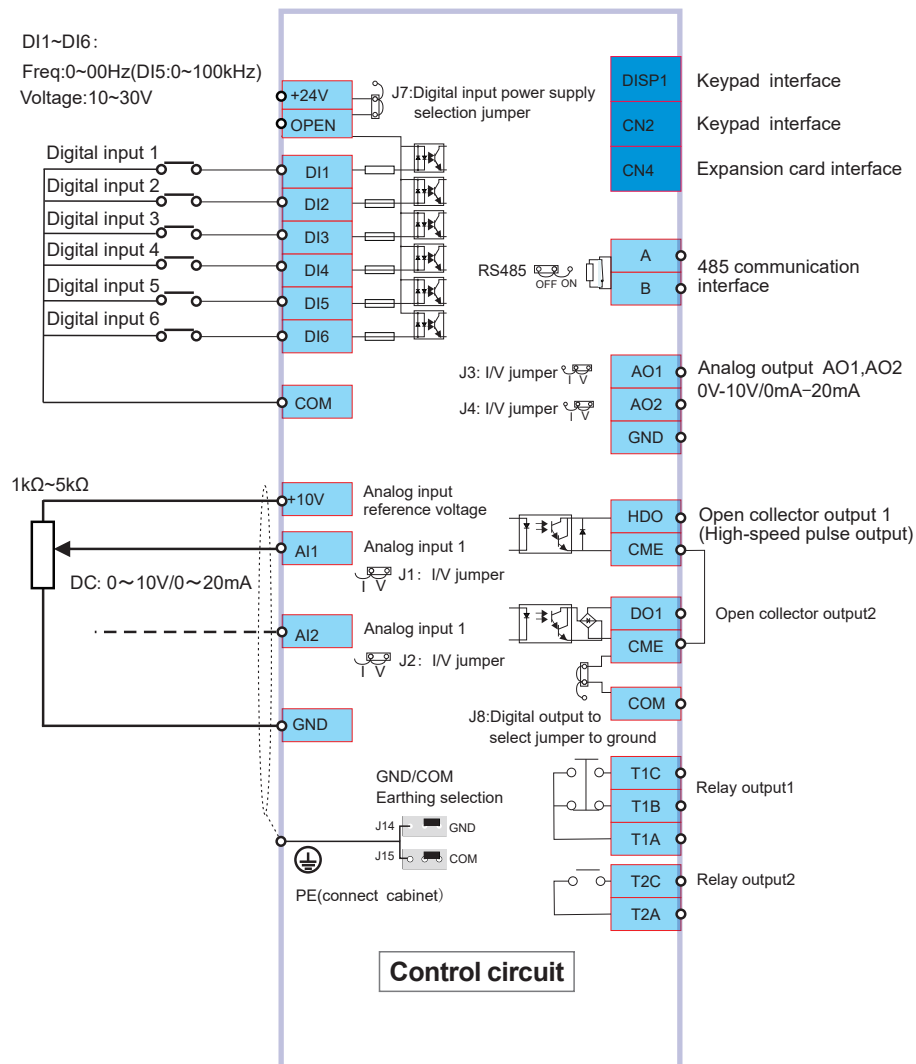 DI1~DI6:
Freq:0~00Hz(DI5:0~100kHz)
Voltage:10~30V
+24V
OPEN
J7:Digital input power supply
selection jumper
Digital input 1
DI1
Digital input 2
DI2
Digital input 3
DI3
Digital input 4
DI4
Digital input 5
DI5
Digital input 6
DI6
COM
1kΩ~5kΩ
+10V
Analog input
reference voltage
AI1
Analog input 1
J1: I/V jumper
I V
DC: 0~10V/0~20mA
AI2
Analog input 1
J2: I/V jumper
I V
GND
GND/COM
Earthing selection
J14
GND
J15
COM
PE(connect cabinet)
DISP1
Keypad interface
CN2
Keypad interface
CN4
Expansion card interface
RS485
OFF ON
A
B
485 communication
interface
J3: I/V jumper
I V
AO1
J4: I/V jumper
I V
AO2
GND
Analog output AO1,AO2
0V-10V/0mA-20mA
HDO
CME
Open collector output 1
(High-speed pulse output)
DO1
CME
Open collector output2
COM
J8:Digital output to
select jumper to ground
T1C
T1B
T1A
Relay output1
T2C
T2A
Relay output2
Control circuit